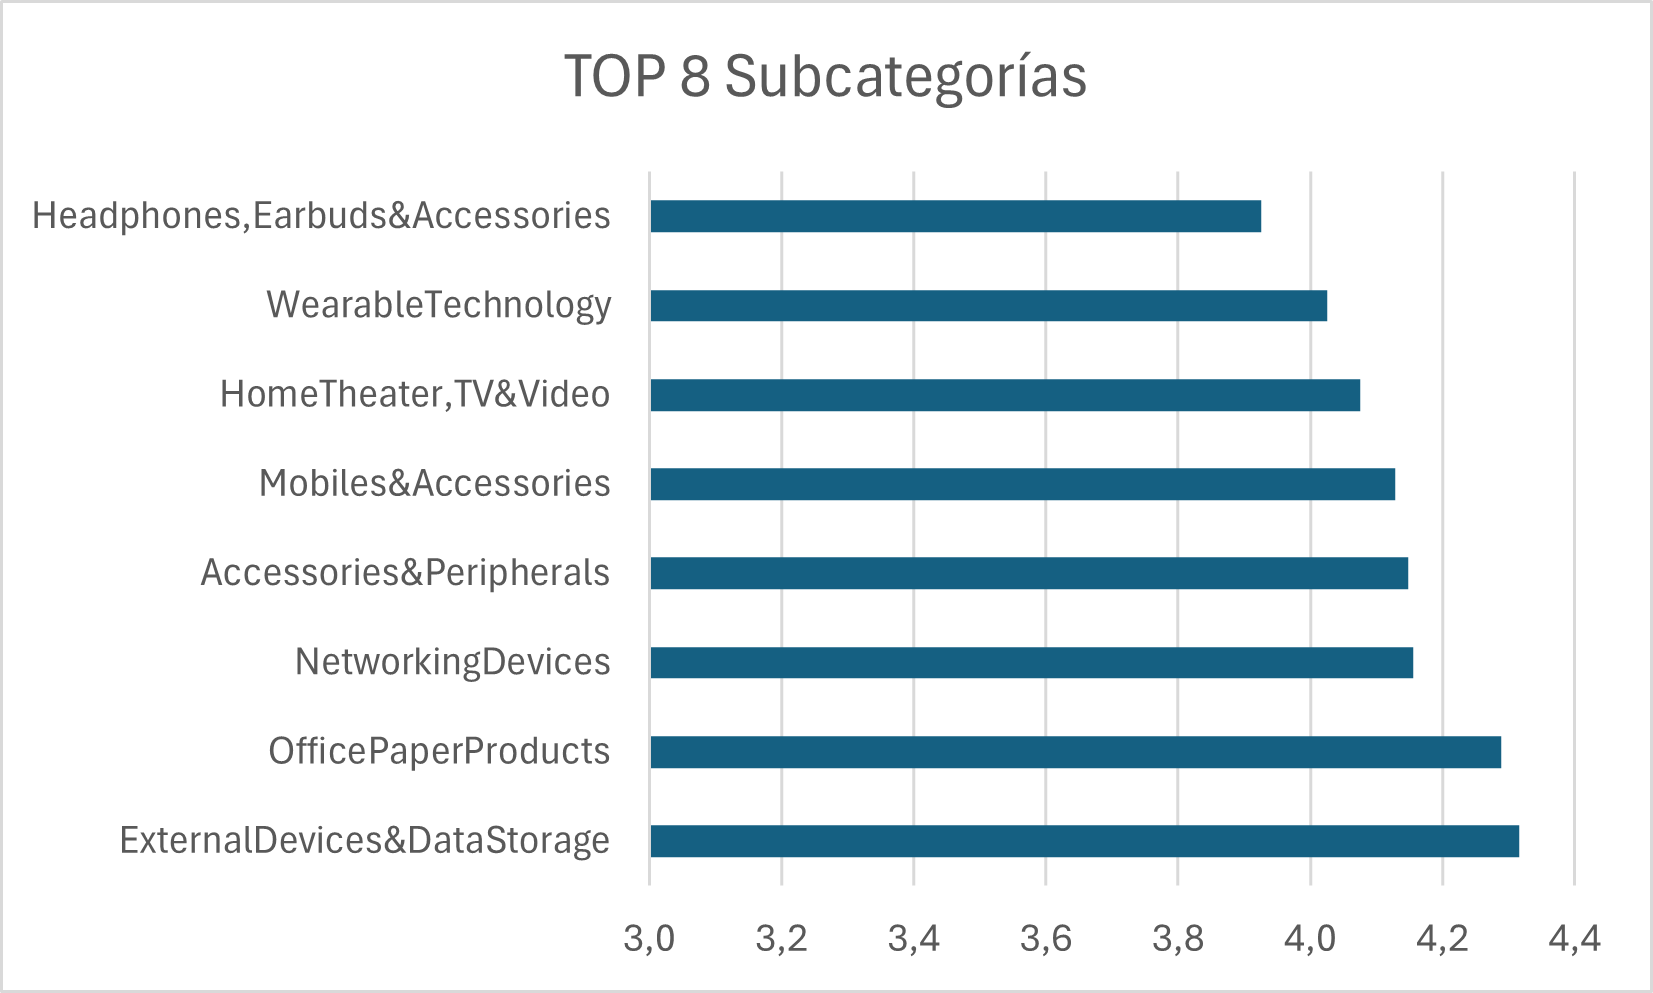 TOP 8 Subcategorías
Headphones,Earbuds&Accessories
WearableTechnology
HomeTheater,TV&Video
Mobiles&Accessories
Accessories&Peripherals
NetworkingDevices
OfficePaperProducts
ExternalDevices&DataStorage
3,0 3,2 3,4 3,6 3,8 4,0 4,2 4,4